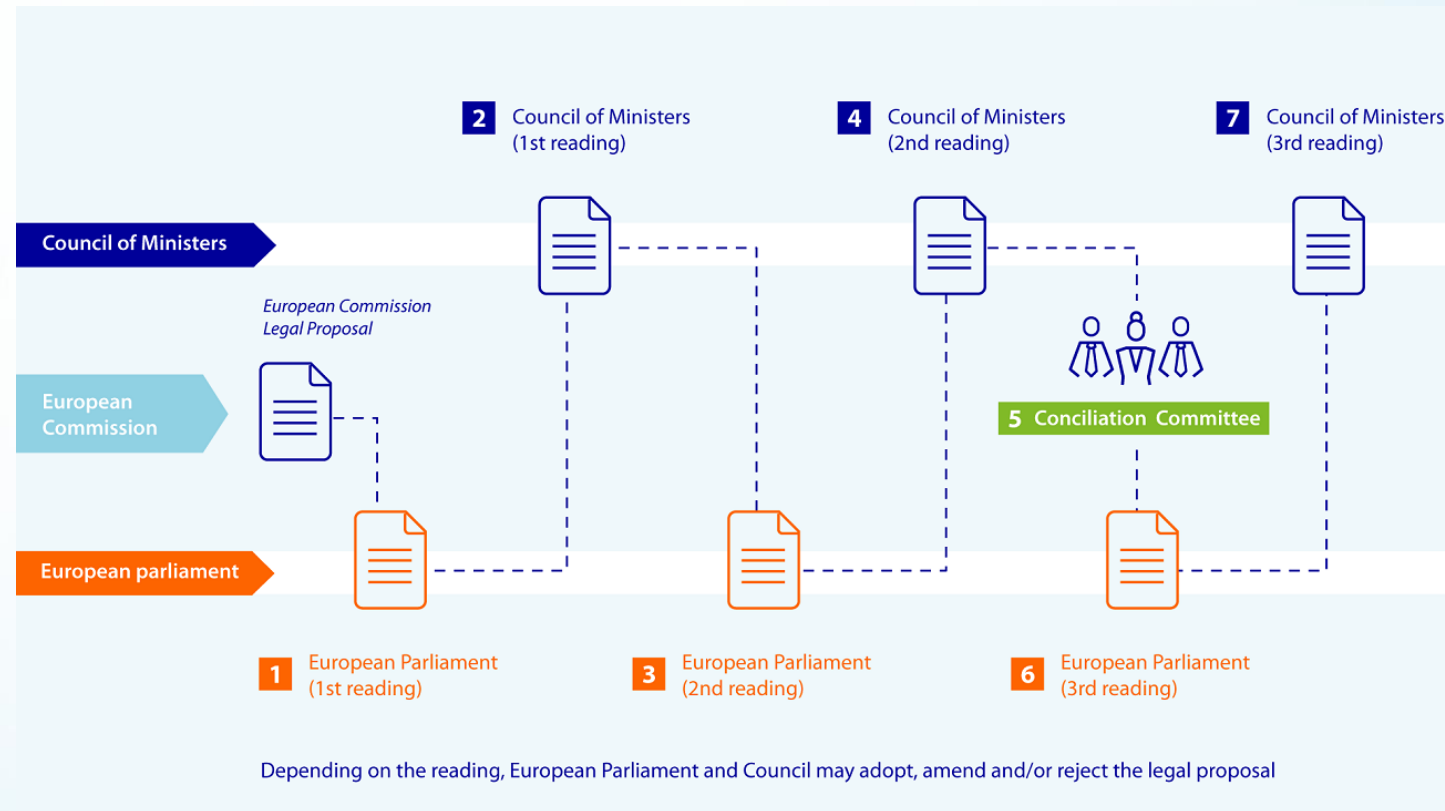 2 Council of Ministers
(1st reading)
4 Council of Ministers
(2nd reading)
7 Council of Ministers
(3rd reading)
Council of Ministers
European Commission
Legal Proposal
European
Commission
5 Conciliation Committee
European parliament
1 European Parliament
(1st reading)
3 European Parliament
(2nd reading)
6 European Parliament
(3rd reading)
Depending on the reading, European Parliament and Council may adopt, amend and/or reject the legal proposal